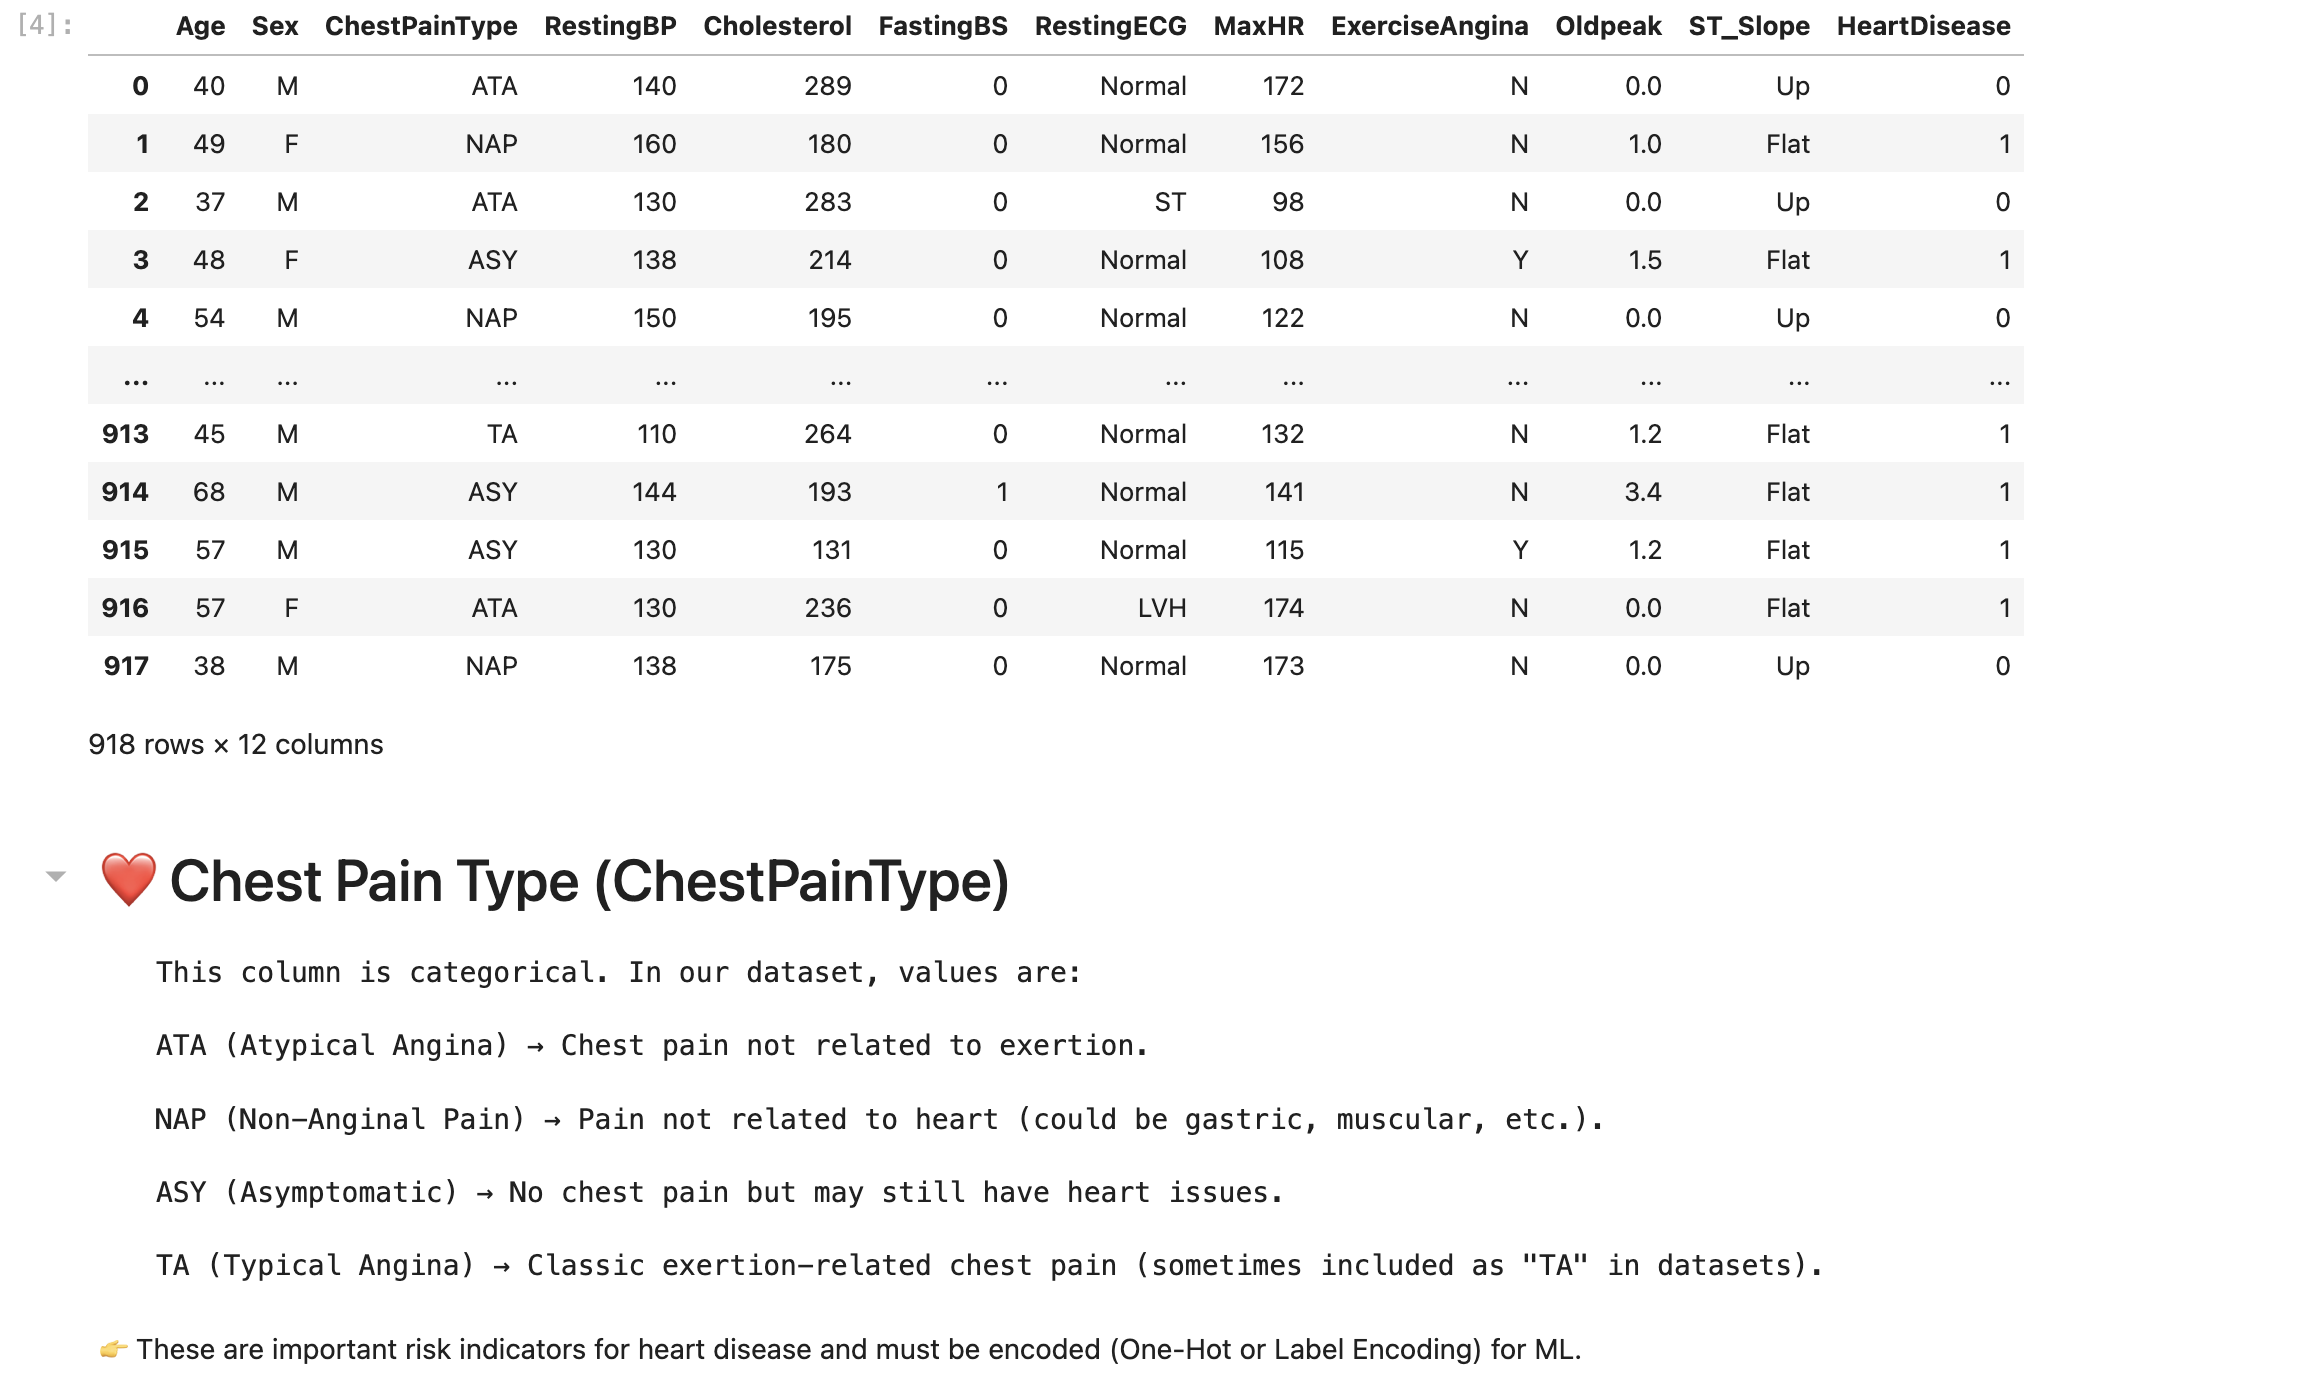 [4]: Age Sex ChestPainType RestingBP Cholesterol FastingBS RestingECG MaxHR ExerciseAngina Oldpeak ST_Slope HeartDisease
0 40 M ATA 140 289 0 Normal 172 N 0.0 Up 0
1 49 F NAP 160 180 0 Normal 156 N 1.0 Flat 1
2 37 M ATA 130 283 0 ST 98 N 0.0 Up 0
3 48 F ASY 138 214 0 Normal 108 Y 1.5 Flat 1
4 54 M NAP 150 195 0 Normal 122 N 0.0 Up 0
... ... ... ... ... ... ... ... ... ... ... ... ...
913 45 M TA 110 264 0 Normal 132 N 1.2 Flat 1
914 68 M ASY 144 193 1 Normal 141 N 3.4 Flat 1
915 57 M ASY 130 131 0 Normal 115 Y 1.2 Flat 1
916 57 F ATA 130 236 0 LVH 174 N 0.0 Flat 1
917 38 M NAP 138 175 0 Normal 173 N 0.0 Up 0
918 rows × 12 columns
❤️ Chest Pain Type (ChestPainType)
This column is categorical. In our dataset, values are:
ATA (Atypical Angina) → Chest pain not related to exertion.
NAP (Non-Anginal Pain) → Pain not related to heart (could be gastric, muscular, etc.).
ASY (Asymptomatic) → No chest pain but may still have heart issues.
TA (Typical Angina) → Classic exertion-related chest pain (sometimes included as "TA" in datasets).
👉 These are important risk indicators for heart disease and must be encoded (One-Hot or Label Encoding) for ML.